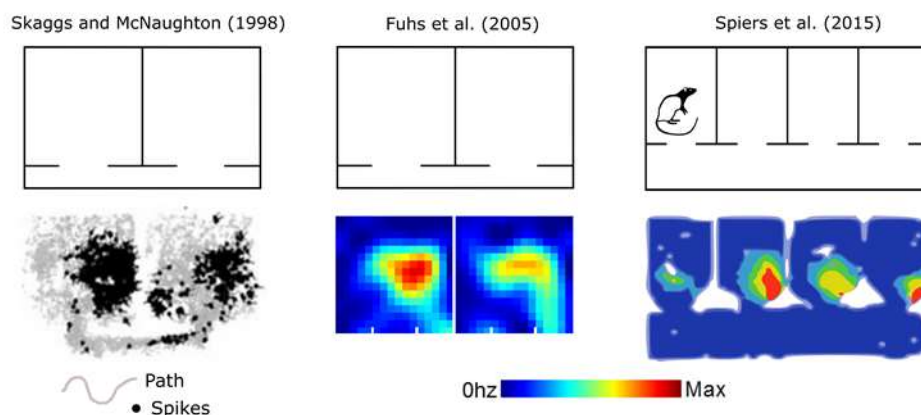 Skaggs and McNaughton (1998)
Fuhs et al. (2005)
Spiers et al. (2015)
Path
Spikes
0hz
Max